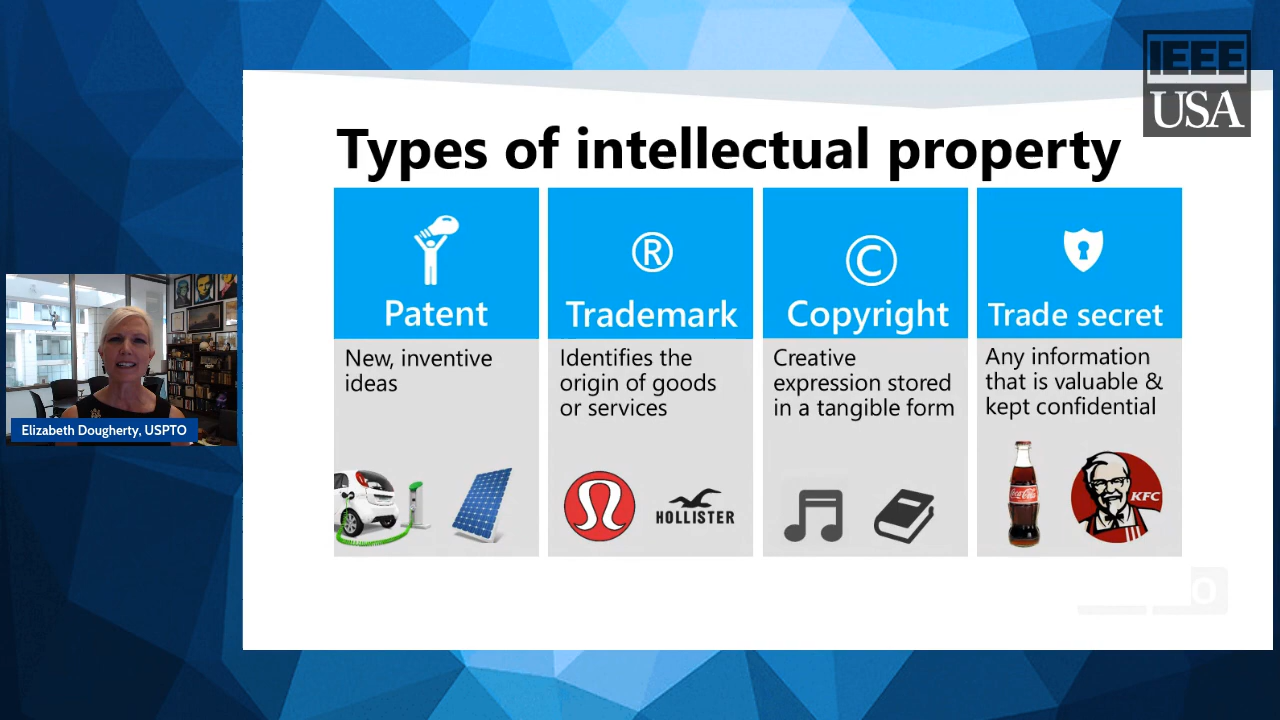 IEEE
USA
Types of intellectual property
Patent
New, inventive
ideas
®
Trademark
Identifies the
origin of goods
or services
HOLLISTER
©
Copyright
Creative
expression stored
in a tangible form
Trade secret
Any information
that is valuable &
kept confidential
Coca-Cola
KFC
Elizabeth Dougherty, USPTO